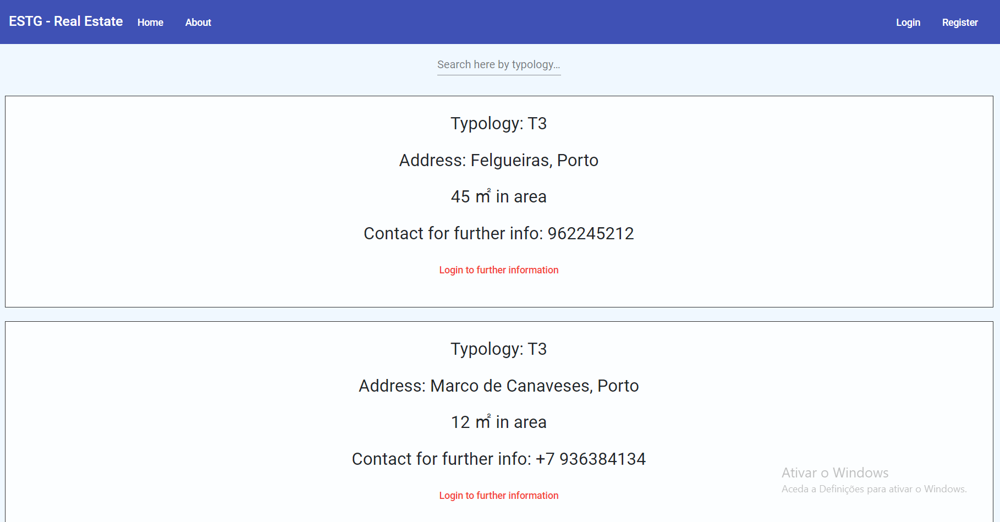 ESTG - Real Estate Home About Login Register
Search here by typology...
Typology: T3
Address: Felgueiras, Porto
45 ㎡ in area
Contact for further info: 962245212
Login to further information
Typology: T3
Address: Marco de Canaveses, Porto
12 ㎡ in area
Contact for further info: +7 936384134
Login to further information
Ativar o Windows
Aceda a Definições para ativar o Windows.